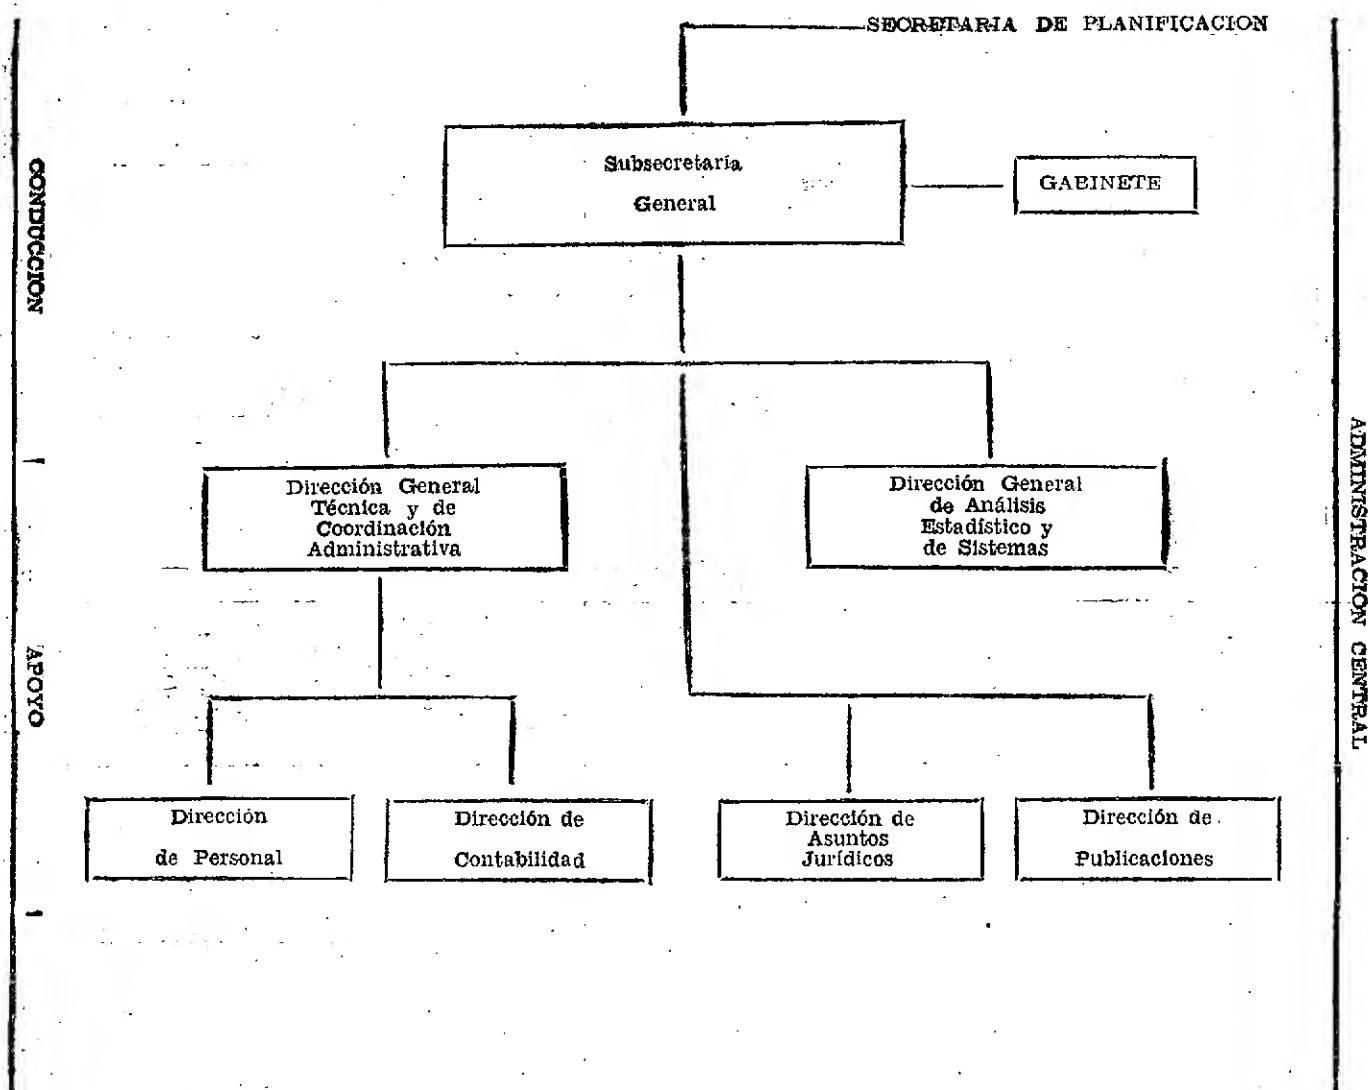 SECRETARIA DE PLANIFICACION
Subsecretaría
General
GABINETE
CONDUCCION
Dirección General
Técnica y de
Coordinación
Administrativa
Dirección General
de Análisis
Estadístico y
de Sistemas
ADMINISTRACION CENTRAL
APOYO
Dirección
de Personal
Dirección de
Contabilidad
Dirección de
Asuntos
Jurídicos
Dirección de
Publicaciones